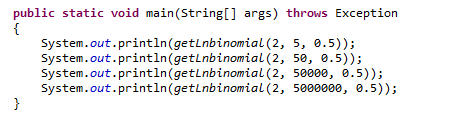 public static void main(String[] args) throws Exception
{
System.out.println(getLnbinomial(2, 5, 0.5));
System.out.println(getLnbinomial(2, 50, 0.5));
System.out.println(getLnbinomial(2, 50000, 0.5));
System.out.println(getLnbinomial(2, 5000000, 0.5));
}